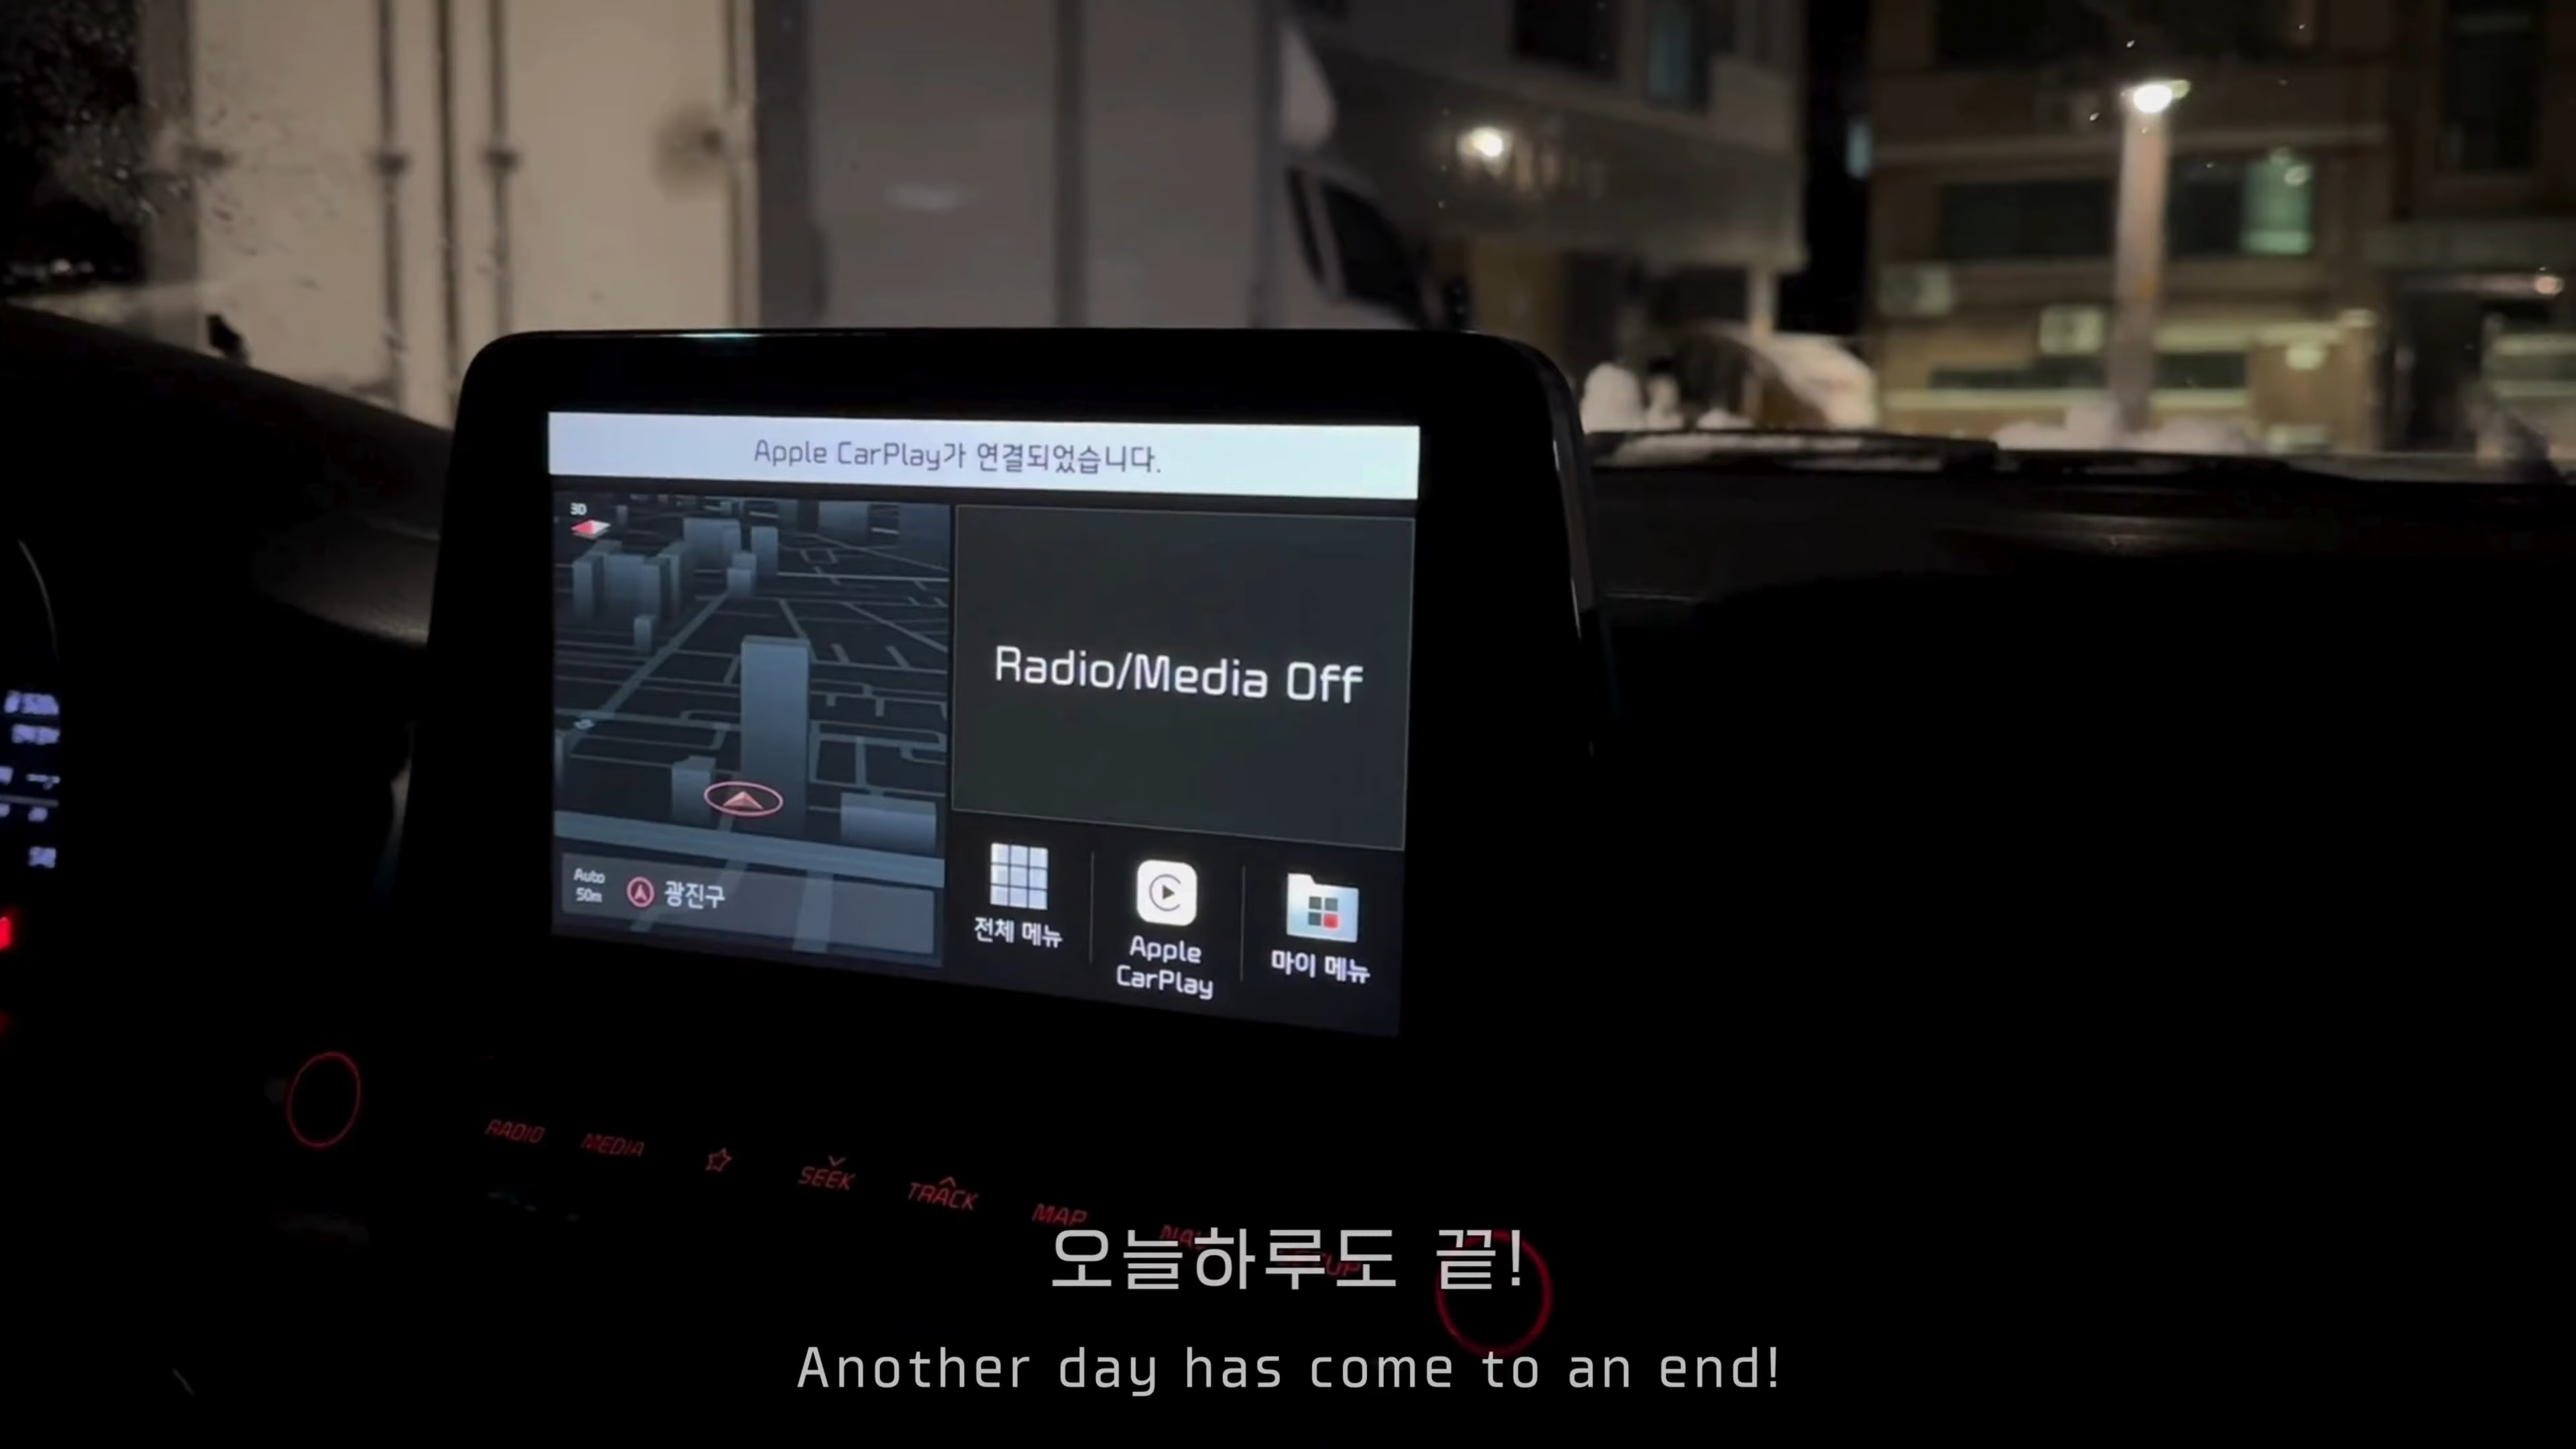 Apple CarPlay가 연결되었습니다.
3D
Radio/Media Off
Auto
50m
광진구
전체 메뉴
Apple
CarPlay
마이 메뉴
RADIO
MEDIA
SEEK
TRACK
MAP
오늘하루도 끝!
Another day has come to an end!